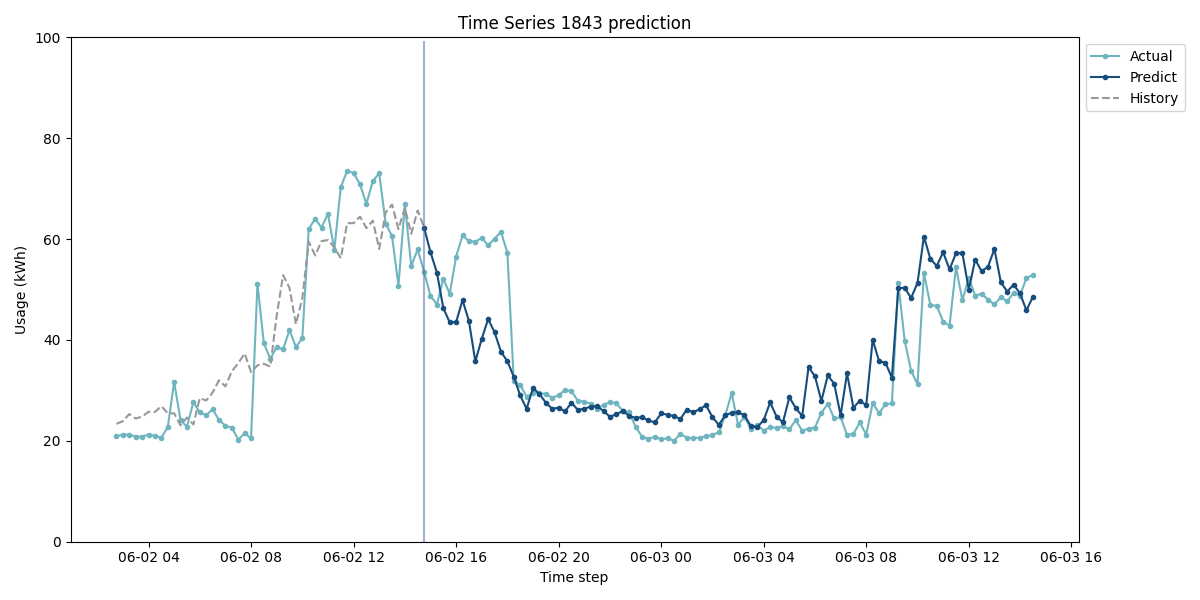 Time Series 1843 prediction
Usage (kWh)
100
80
60
40
20
0
06-02 04
06-02 08
06-02 12
06-02 16
06-02 20
06-03 00
06-03 04
06-03 08
06-03 12
06-03 16
Time step
Actual
Predict
History